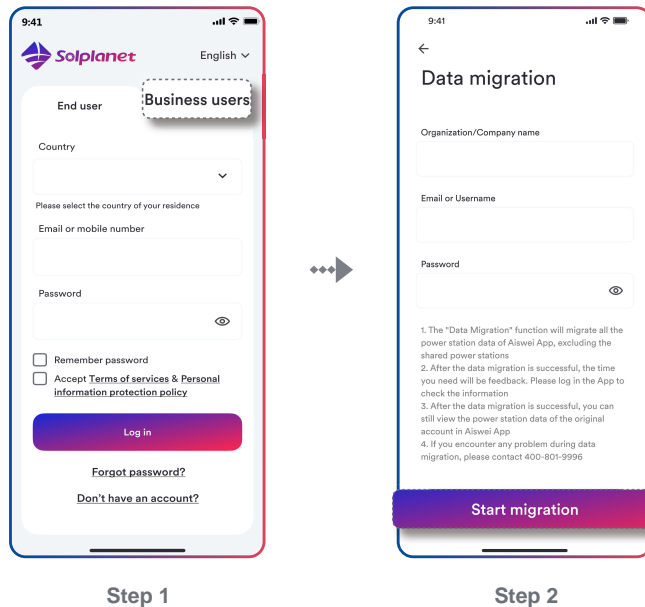 9:41
Solplanet
English
End user
Business users
Country
Please select the country of your residence
Email or mobile number
Password
Remember password
Accept Terms of services & Personal
information protection policy
Log in
Forgot password?
Don't have an account?
Step 1
9:41
Data migration
Organization/Company name
Email or Username
Password
1. The "Data Migration" function will migrate all the
power station data of Aiswei App, excluding the
shared power stations
2. After the data migration is successful, the time
you need will be feedback. Please log in the App to
check the information
3. After the data migration is successful, you can
still view the power station data of the original
account in Aiswei App
4. If you encounter any problem during data
migration, please contact 400-801-9996
Start migration
Step 2